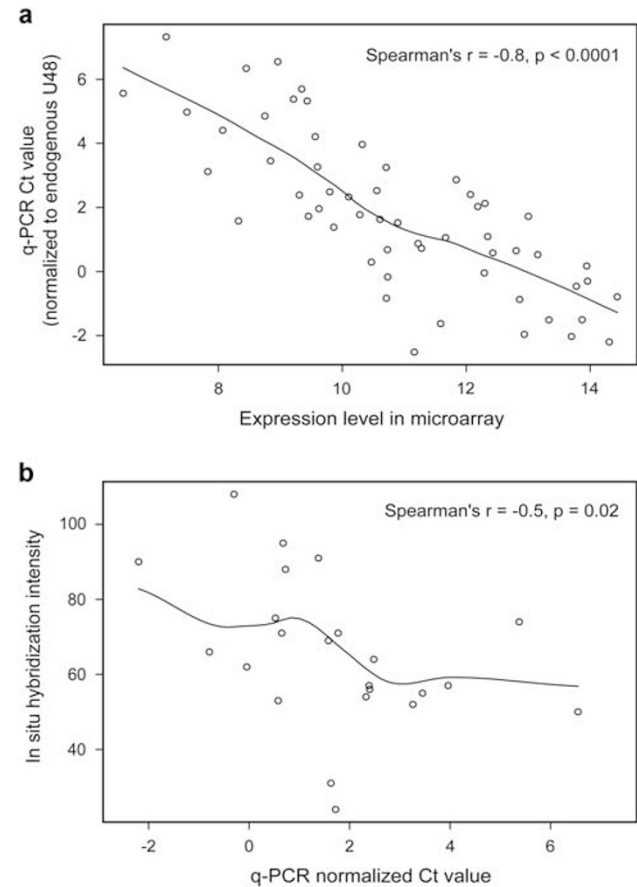 a
Spearman's r = -0.8, p < 0.0001
q-PCR Ct value
(normalized to endogenous U48)
6
4
2
0
-2
8 10 12 14
Expression level in microarray
b
Spearman's r = -0.5, p = 0.02
In situ hybridization intensity
100
80
60
40
-2 0 2 4 6
q-PCR normalized Ct value